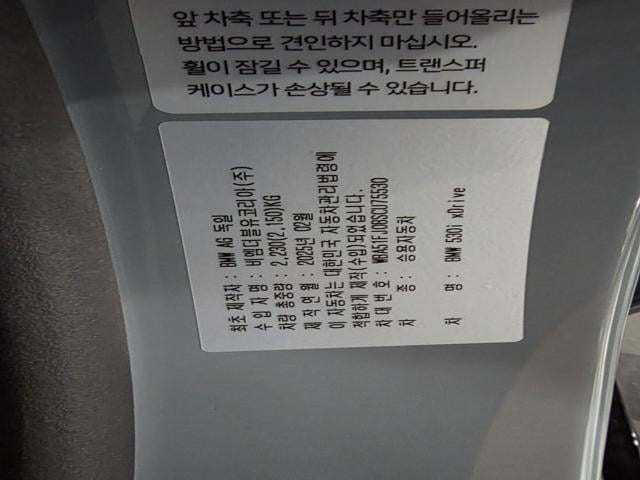 앞 차축 또는 뒤 차축만 들어올리는
방법으로 견인하지 마십시오.
휠이 잠길 수 있으며, 트랜스퍼
케이스가 손상될 수 있습니다.
최초 제작자 : BMW AG 독일
수 입 자 명 : 비엠더블유코리아(주)
차량 총중량 : 2,230(2,150)KG
제 작 연 월 : 2025년 02월
이 자동차는 대한민국 자동차관리법령에
적합하게 제작(수입)되었습니다.
차 대 번 호 :
차 종 : 승용자동차
차 명 : BMW 530i xDrive